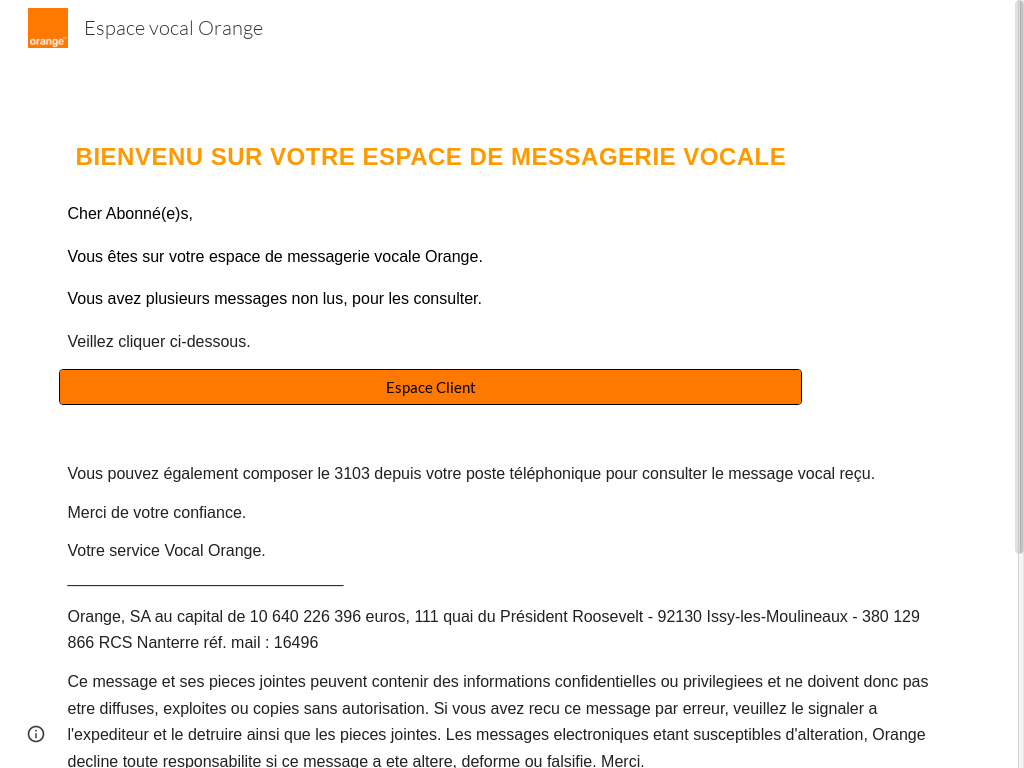 orange™
Espace vocal Orange
BIENVENU SUR VOTRE ESPACE DE MESSAGERIE VOCALE
Cher Abonné(e)s,
Vous êtes sur votre espace de messagerie vocale Orange.
Vous avez plusieurs messages non lus, pour les consulter.
Veillez cliquer ci-dessous.
Espace Client
Vous pouvez également composer le 3103 depuis votre poste téléphonique pour consulter le message vocal reçu.
Merci de votre confiance.
Votre service Vocal Orange.
_______________________________
Orange, SA au capital de 10 640 226 396 euros, 111 quai du Président Roosevelt - 92130 Issy-les-Moulineaux - 380 129
866 RCS Nanterre réf. mail : 16496
Ce message et ses pieces jointes peuvent contenir des informations confidentielles ou privilegiees et ne doivent donc pas
etre diffuses, exploites ou copies sans autorisation. Si vous avez recu ce message par erreur, veuillez le signaler a
l'expediteur et le detruire ainsi que les pieces jointes. Les messages electroniques etant susceptibles d'alteration, Orange
decline toute responsabilite si ce message a ete altere, deforme ou falsifie. Merci.